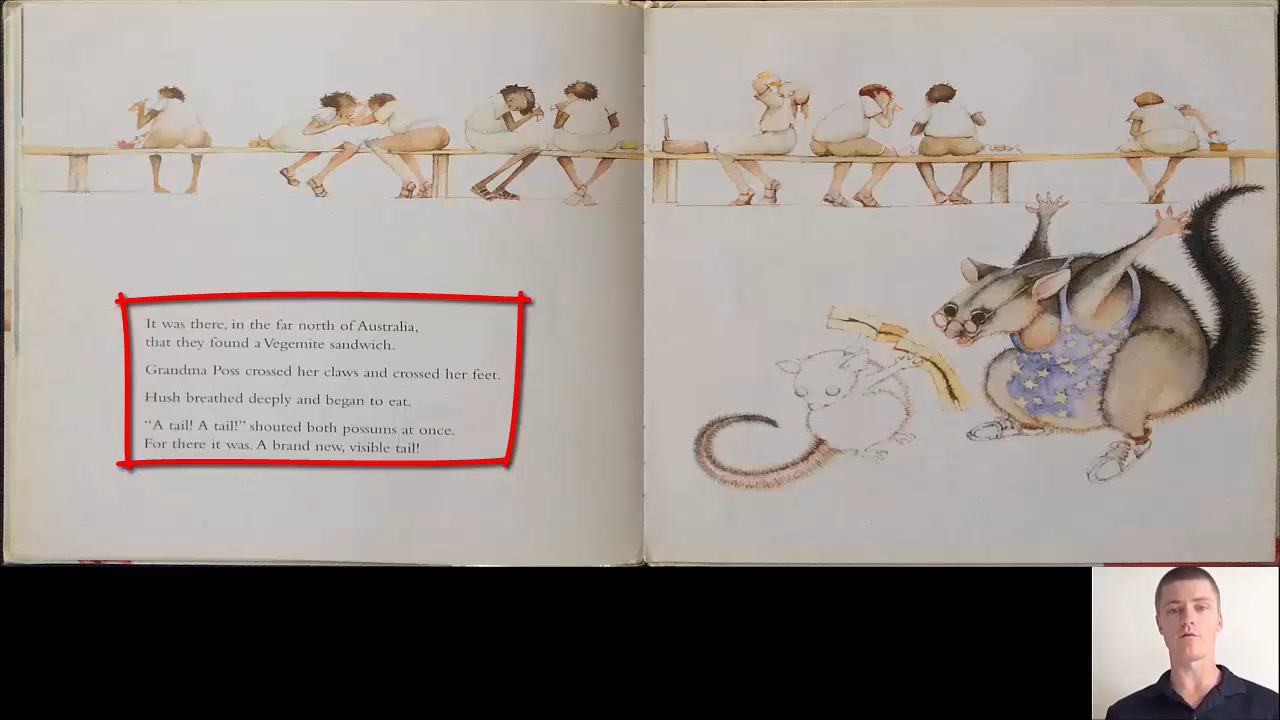 It was there, in the far north of Australia,
that they found a Vegemite sandwich.
Grandma Poss crossed her claws and crossed her feet.
Hush breathed deeply and began to eat.
“A tail! A tail!” shouted both possums at once.
For there it was. A brand new, visible tail!